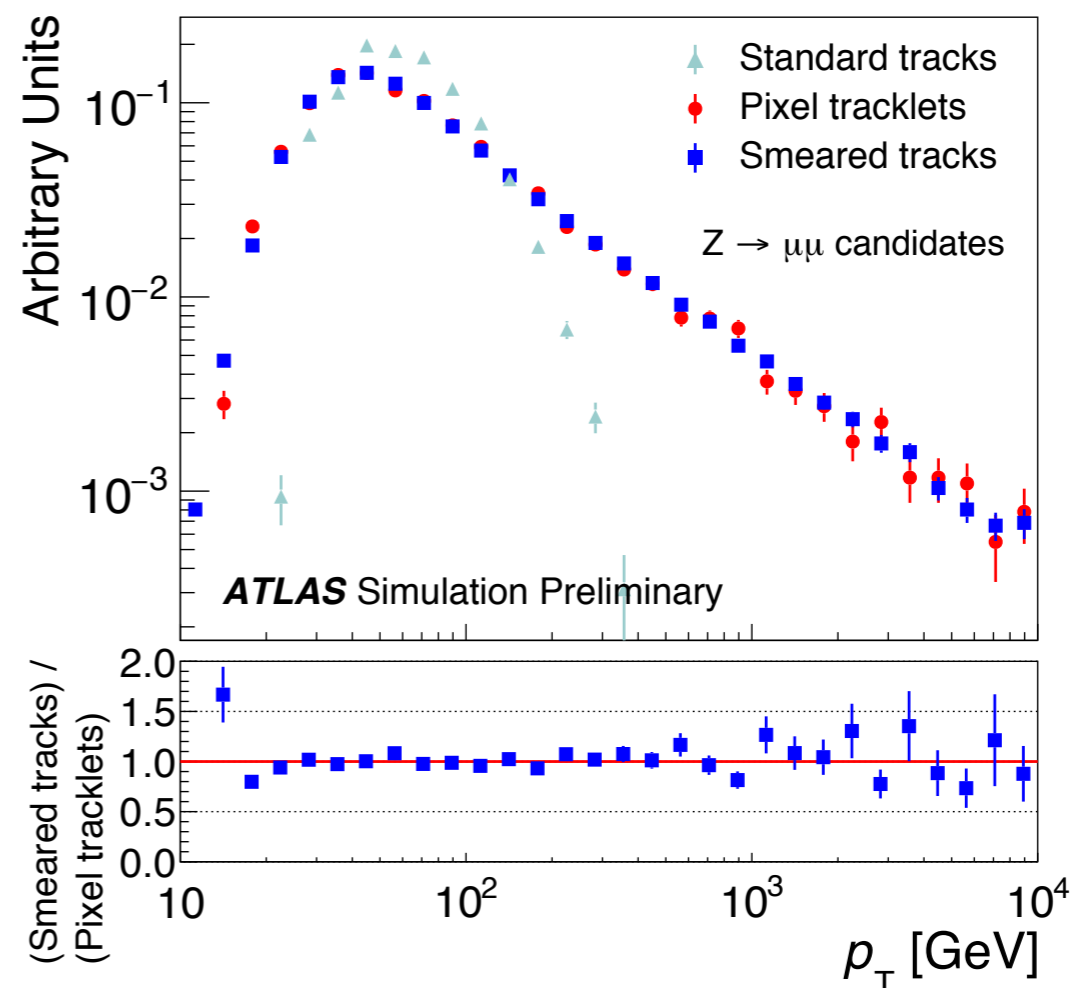 Arbitrary Units
10⁻¹
10⁻²
10⁻³
Standard tracks
Pixel tracklets
Smeared tracks
Z → μμ candidates
ATLAS Simulation Preliminary
(Smeared tracks) /
(Pixel tracklets)
2.0
1.5
1.0
0.5
0.0
10 10² 10³ 10⁴
p_T [GeV]